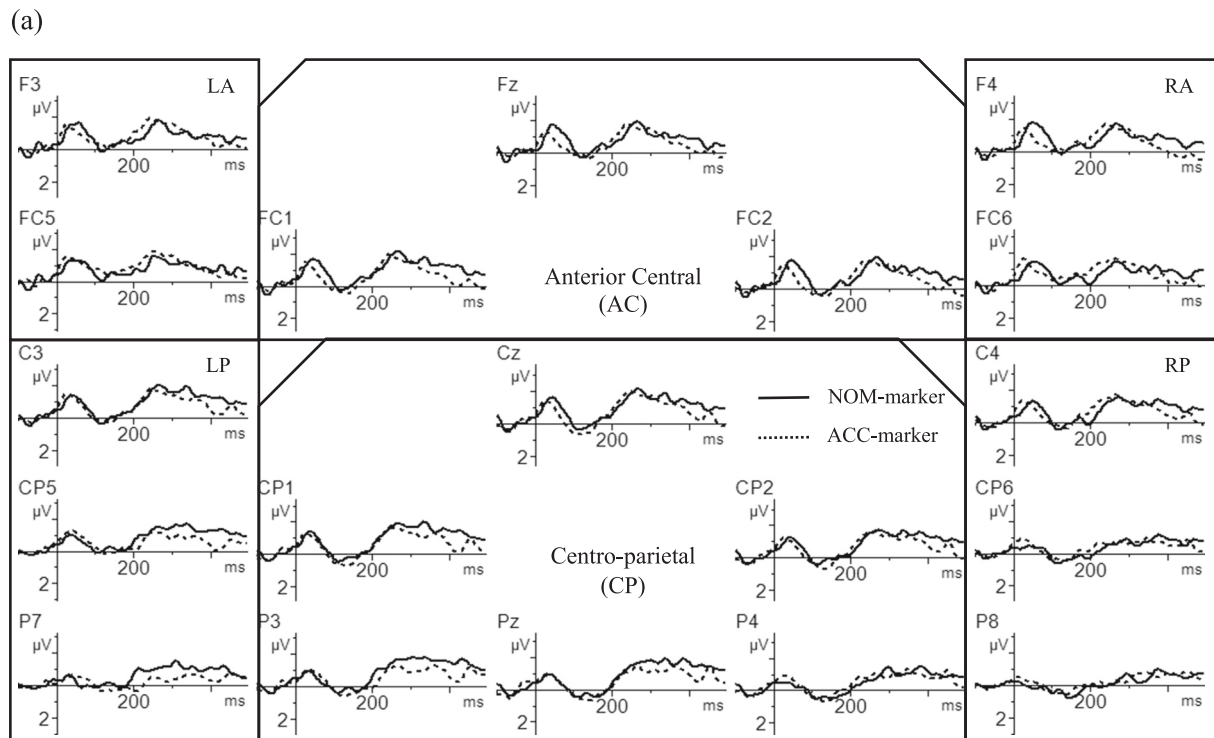 (a)
F3 LA Fz F4 RA
µV µV µV
200 ms 200 ms 200 ms
2 2 2
FC5 FC1 FC2 FC6
µV µV µV µV
Anterior Central
(AC)
200 ms 200 ms 200 ms 200 ms
2 2 2 2
C3 LP Cz C4 RP
µV µV µV
NOM-marker
ACC-marker
200 ms 200 ms 200 ms
2 2 2
CP5 CP1 CP2 CP6
µV µV µV µV
Centro-parietal
(CP)
200 ms 200 ms 200 ms 200 ms
2 2 2 2
P7 P3 Pz P4 P8
µV µV µV µV µV
200 ms 200 ms 200 ms 200 ms 200 ms
2 2 2 2 2